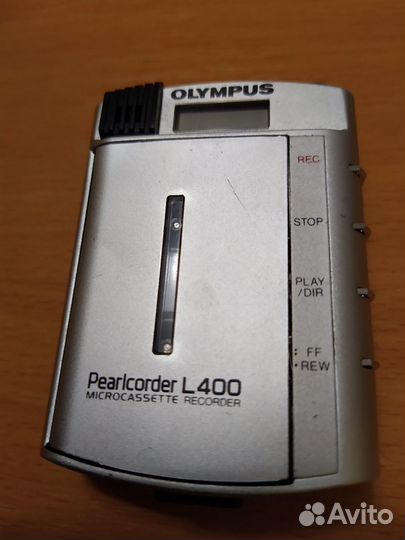 OLYMPUS
REC
STOP
PLAY
/DIR
: FF
• REW
Pearlcorder L400
MICROCASSETTE RECORDER
Avito